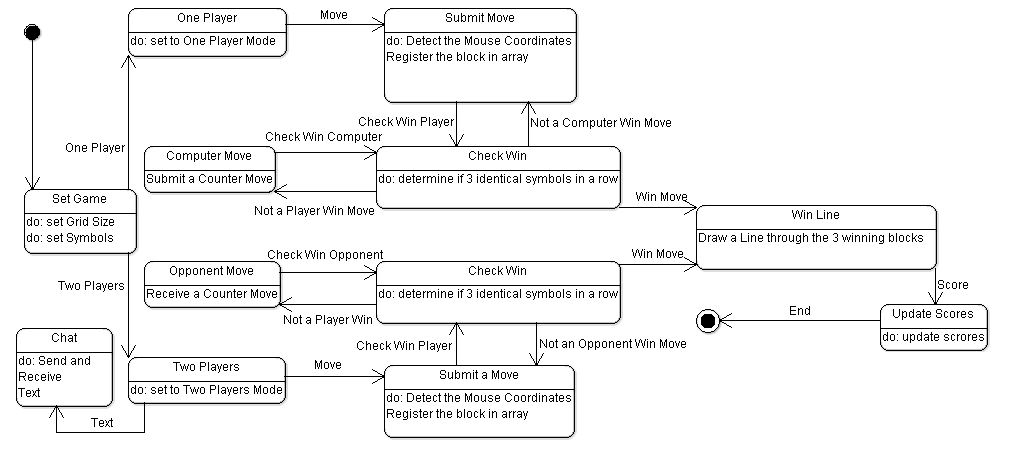 One Player
do: set to One Player Mode
Move
Submit Move
do: Detect the Mouse Coordinates
Register the block in array
Check Win Player
Not a Computer Win Move
One Player
Check Win Computer
Computer Move
Submit a Counter Move
Check Win
do: determine if 3 identical symbols in a row
Not a Player Win Move
Win Move
Set Game
do: set Grid Size
do: set Symbols
Win Line
Draw a Line through the 3 winning blocks
Check Win Opponent
Win Move
Opponent Move
Receive a Counter Move
Check Win
do: determine if 3 identical symbols in a row
Two Players
Not a Player Win
Score
End
Update Scores
do: update scrores
Chat
do: Send and
Receive
Text
Check Win Player
Not an Opponent Win Move
Two Players
do: set to Two Players Mode
Move
Submit a Move
do: Detect the Mouse Coordinates
Register the block in array
Text